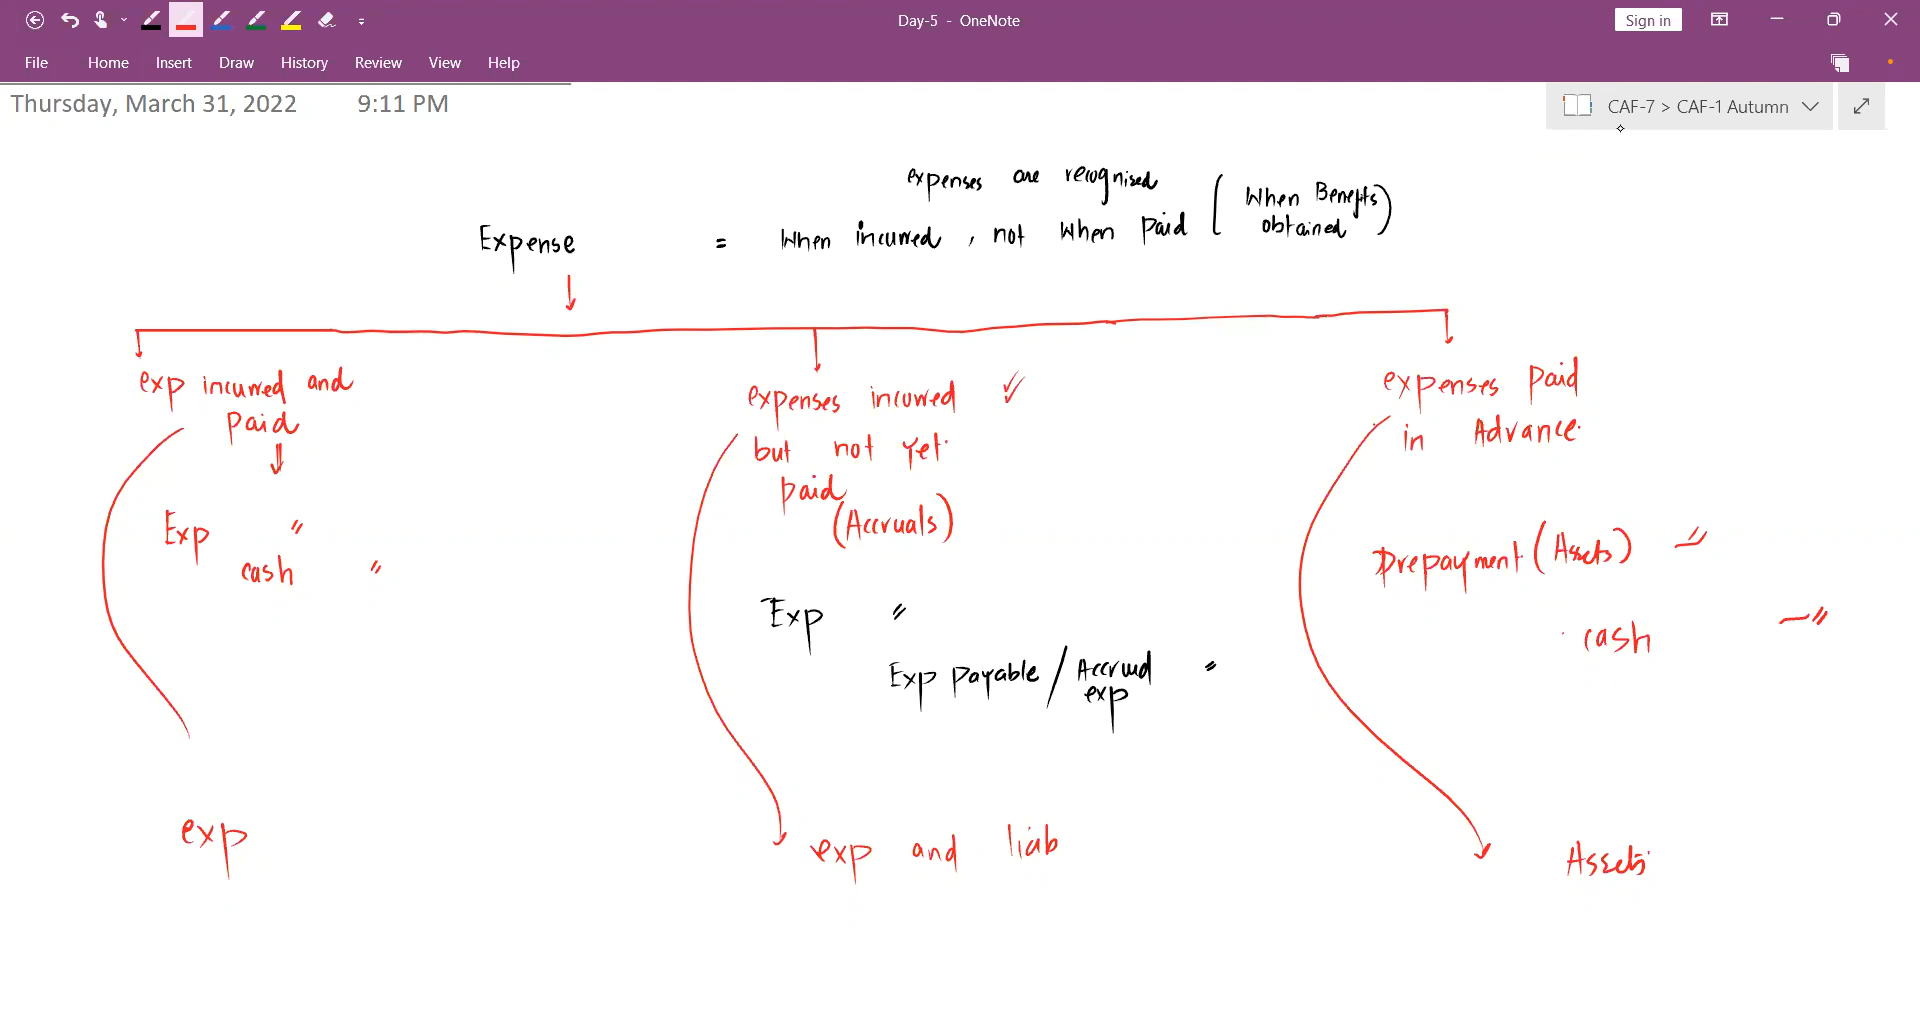 Day-5 - OneNote
Sign in
File Home Insert Draw History Review View Help
Thursday, March 31, 2022 9:11 PM
CAF-7 > CAF-1 Autumn
expenses are recognised
Expense = When incurred, not when paid (When Benefits obtained)
exp incurred and
paid
Exp "
cash "
exp
expenses incurred
but not yet
paid
(Accruals)
Exp "
Exp payable / Accrued exp "
exp and liab
expenses paid
in Advance
Prepayment (Assets) "
cash "
Assets